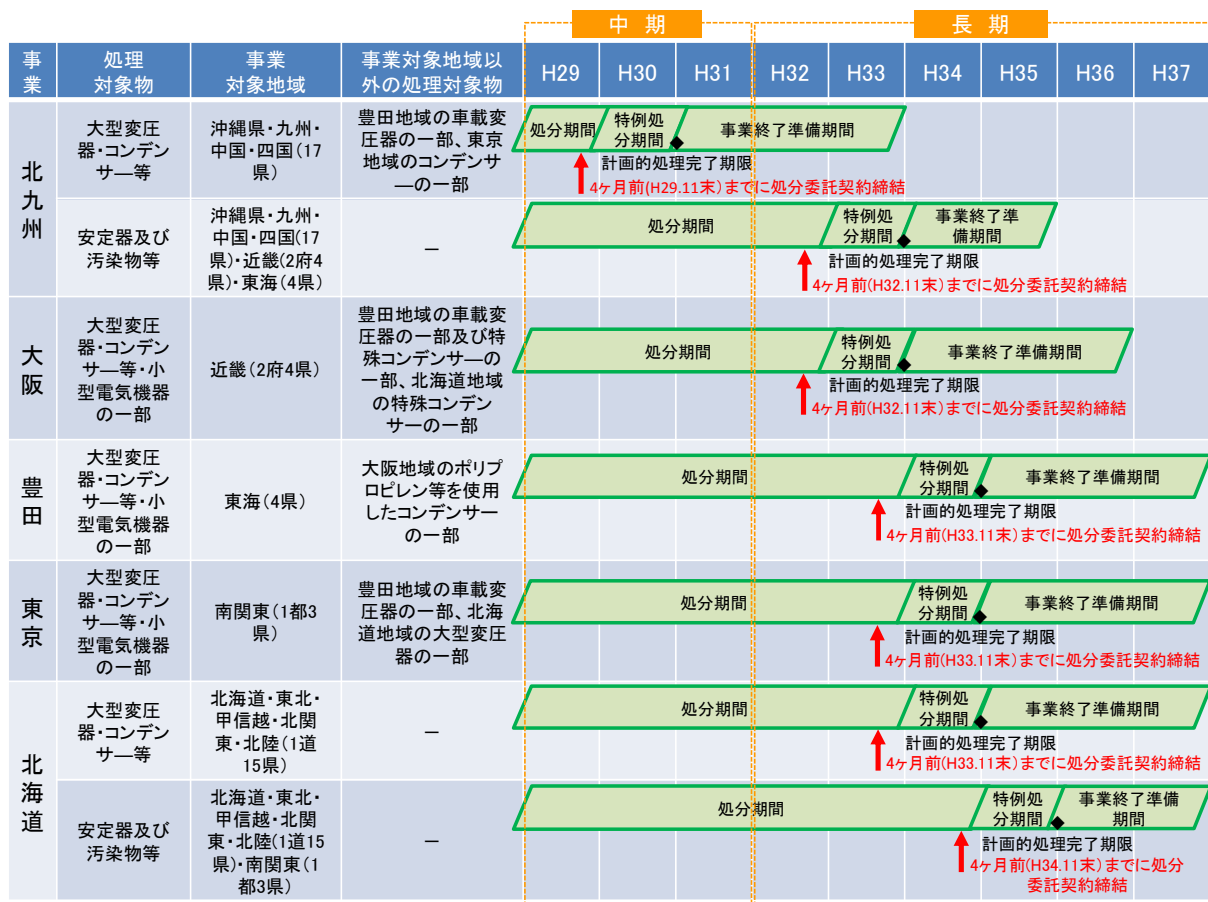 中 期
長 期
事
業
処理
対象物
事業
対象地域
事業対象地域以
外の処理対象物
H29
H30
H31
H32
H33
H34
H35
H36
H37
北
九
州
大型変圧
器・コンデン
サ―等
沖縄県・九州・
中国・四国(17
県)
豊田地域の車載変
圧器の一部、東京
地域のコンデンサ
―の一部
処分期間
特例処
分期間
事業終了準備期間
計画的処理完了期限
4ヶ月前(H29.11末)までに処分委託契約締結
安定器及び
汚染物等
沖縄県・九州・
中国・四国(17
県)・近畿(2府4
県)・東海(4県)
―
処分期間
特例処
分期間
事業終了準
備期間
計画的処理完了期限
4ヶ月前(H32.11末)までに処分委託契約締結
大
阪
大型変圧
器・コンデン
サ―等・小
型電気機器
の一部
近畿(2府4県)
豊田地域の車載変
圧器の一部及び特
殊コンデンサ―の
一部、北海道地域
の特殊コンデン
サーの一部
処分期間
特例処
分期間
事業終了準備期間
計画的処理完了期限
4ヶ月前(H32.11末)までに処分委託契約締結
豊
田
大型変圧
器・コンデン
サ―等・小
型電気機器
の一部
東海(4県)
大阪地域のポリプ
ロピレン等を使用
したコンデンサー
の一部
処分期間
特例処
分期間
事業終了準備期間
計画的処理完了期限
4ヶ月前(H33.11末)までに処分委託契約締結
東
京
大型変圧
器・コンデン
サ―等・小
型電気機器
の一部
南関東(1都3
県)
豊田地域の車載変
圧器の一部、北海
道地域の大型変圧
器の一部
処分期間
特例処
分期間
事業終了準備期間
計画的処理完了期限
4ヶ月前(H33.11末)までに処分委託契約締結
北
海
道
大型変圧
器・コンデン
サ―等
北海道・東北・
甲信越・北関
東・北陸(1道
15県)
―
処分期間
特例処
分期間
事業終了準備期間
計画的処理完了期限
4ヶ月前(H33.11末)までに処分委託契約締結
安定器及び
汚染物等
北海道・東北・
甲信越・北関
東・北陸(1道15
県)・南関東(1
都3県)
―
処分期間
特例処
分期間
事業終了準備
期間
計画的処理完了期限
4ヶ月前(H34.11末)までに処分
委託契約締結